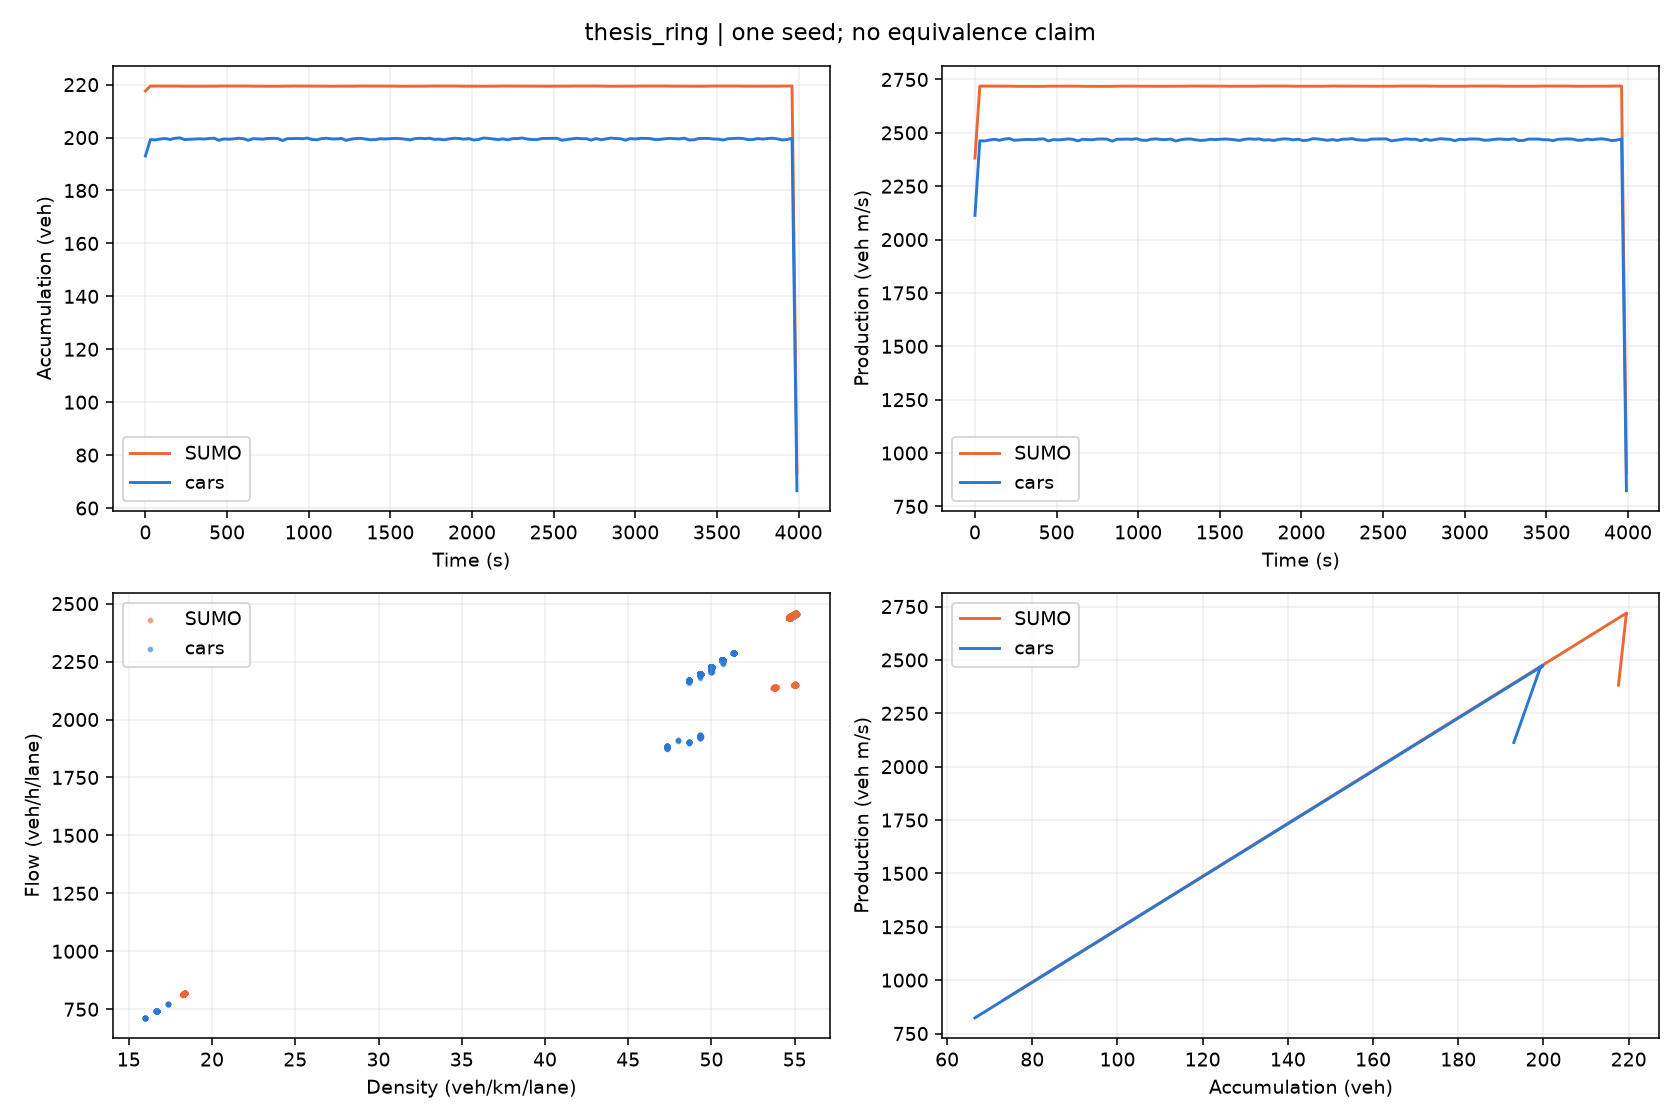 thesis_ring | one seed; no equivalence claim
Accumulation (veh)
220
200
180
160
140
120
100
80
60
SUMO
cars
0 500 1000 1500 2000 2500 3000 3500 4000
Time (s)
Production (veh m/s)
2750
2500
2250
2000
1750
1500
1250
1000
750
SUMO
cars
0 500 1000 1500 2000 2500 3000 3500 4000
Time (s)
Flow (veh/h/lane)
2500
2250
2000
1750
1500
1250
1000
750
SUMO
cars
15 20 25 30 35 40 45 50 55
Density (veh/km/lane)
Production (veh m/s)
2750
2500
2250
2000
1750
1500
1250
1000
750
SUMO
cars
60 80 100 120 140 160 180 200 220
Accumulation (veh)